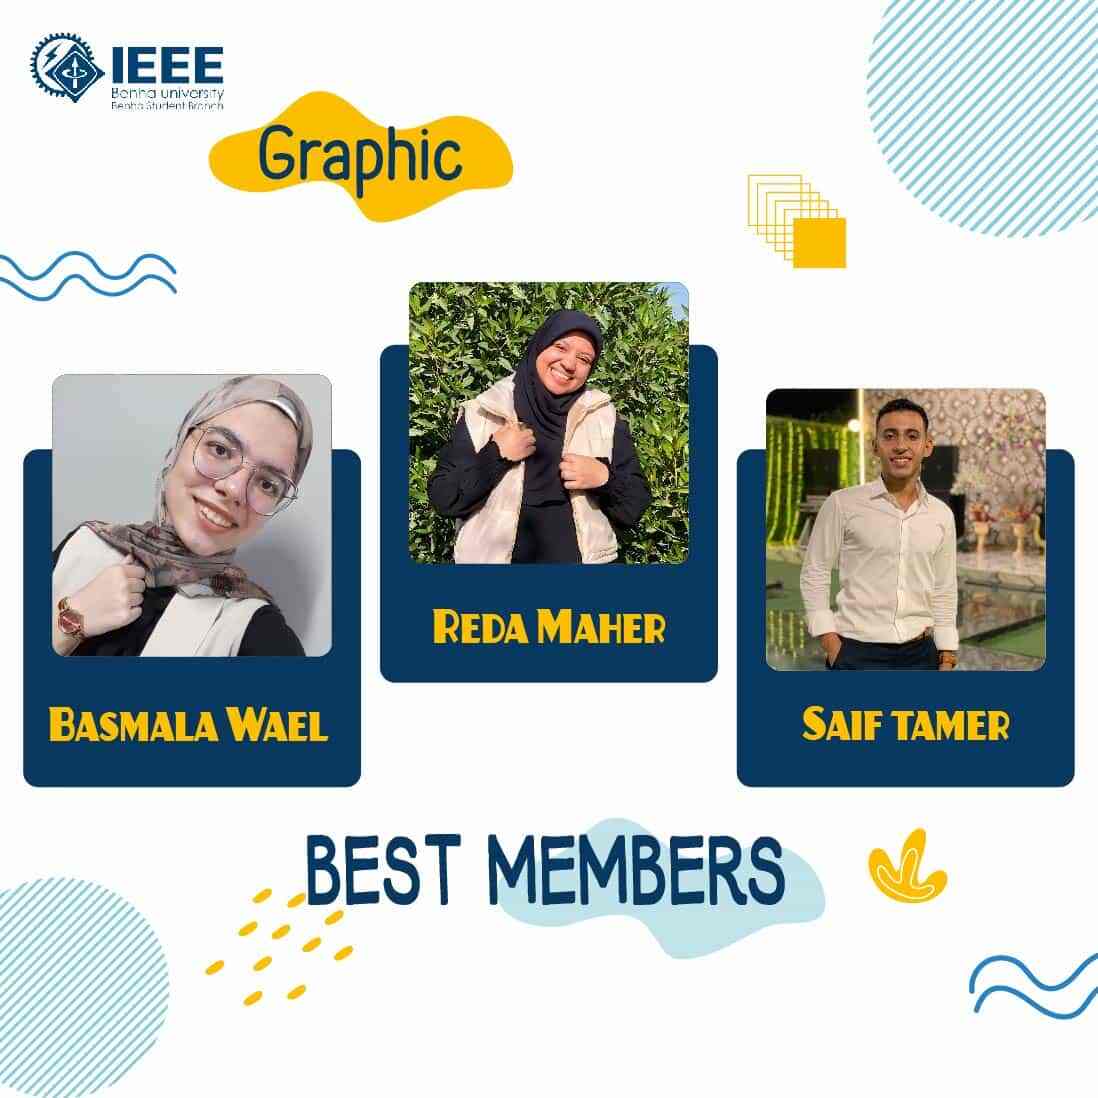 IEEE
Benha university
Benha Student Branch
Graphic
REDA MAHER
BASMALA WAEL
SAIF TAMER
BEST MEMBERS